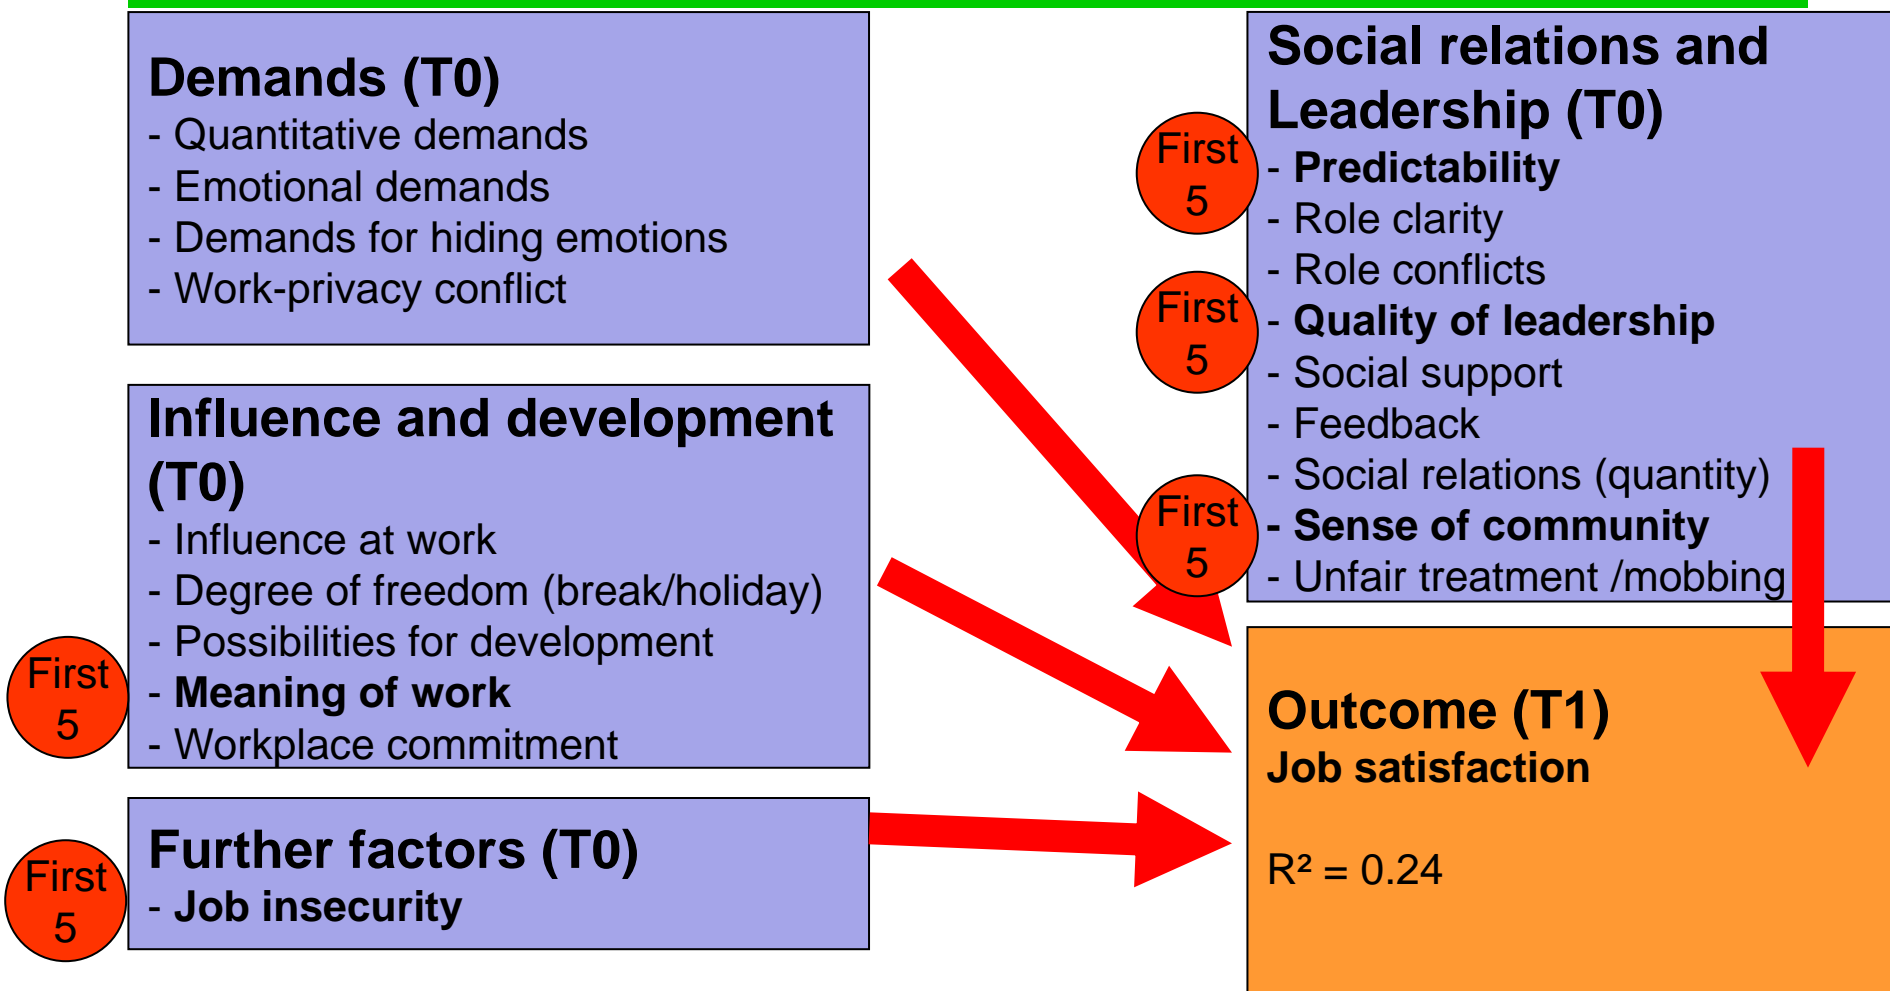 Demands (T0)
- Quantitative demands
- Emotional demands
- Demands for hiding emotions
- Work-privacy conflict
Influence and development
(T0)
- Influence at work
- Degree of freedom (break/holiday)
- Possibilities for development
First
5
- Meaning of work
- Workplace commitment
Further factors (T0)
First
5
- Job insecurity
Social relations and
Leadership (T0)
First
5
- Predictability
- Role clarity
- Role conflicts
First
5
- Quality of leadership
- Social support
- Feedback
- Social relations (quantity)
First
5
- Sense of community
- Unfair treatment /mobbing
Outcome (T1)
Job satisfaction
R² = 0.24